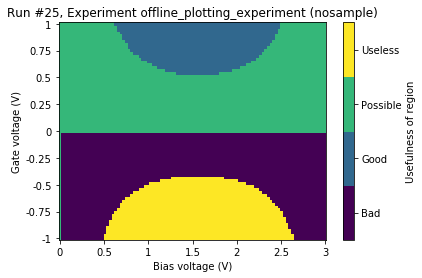 Run #25, Experiment offline_plotting_experiment (nosample)
1
0.75
0.5
0.25
0
-0.25
-0.5
-0.75
-1
Gate voltage (V)
0
0.5
1
1.5
2
2.5
3
Bias voltage (V)
Useless
Possible
Good
Bad
Usefulness of region